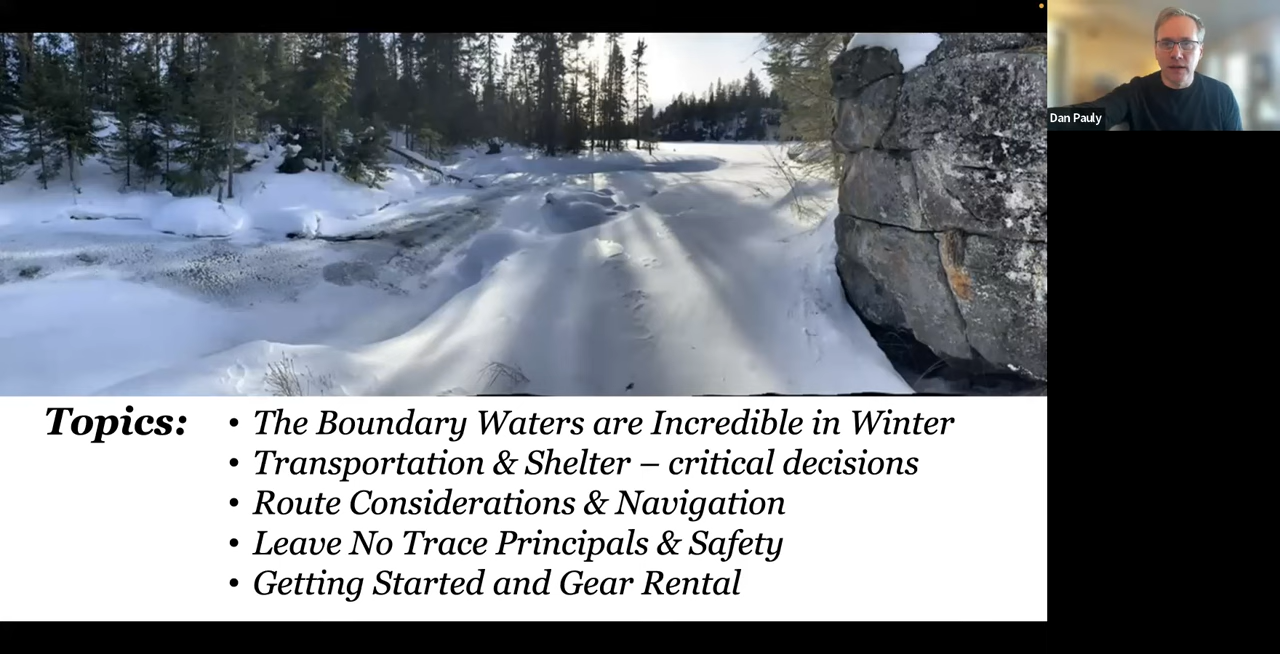 Dan Pauly
Topics:
• The Boundary Waters are Incredible in Winter
• Transportation & Shelter – critical decisions
• Route Considerations & Navigation
• Leave No Trace Principals & Safety
• Getting Started and Gear Rental